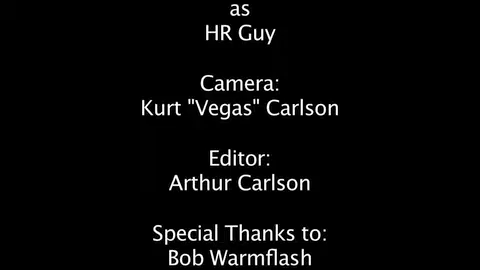 as
HR Guy
Camera:
Kurt "Vegas" Carlson
Editor:
Arthur Carlson
Special Thanks to:
Bob Warmflash